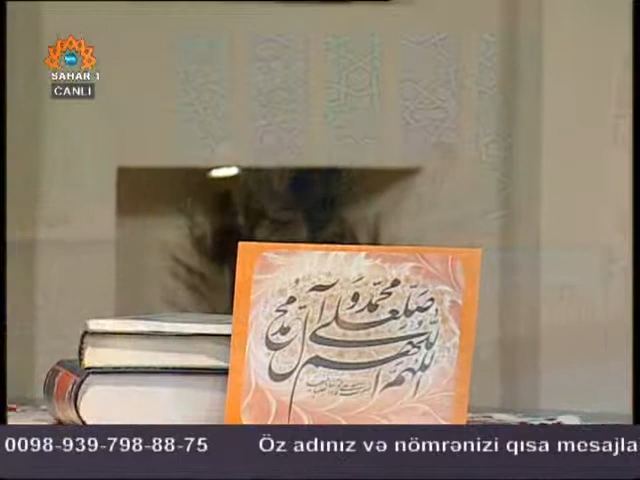 SAHAR 1
CANLI
اللهم صل علی محمد و آل محمد
0098-939-798-88-75 Öz adınız və nömrənizi qısa mesajla